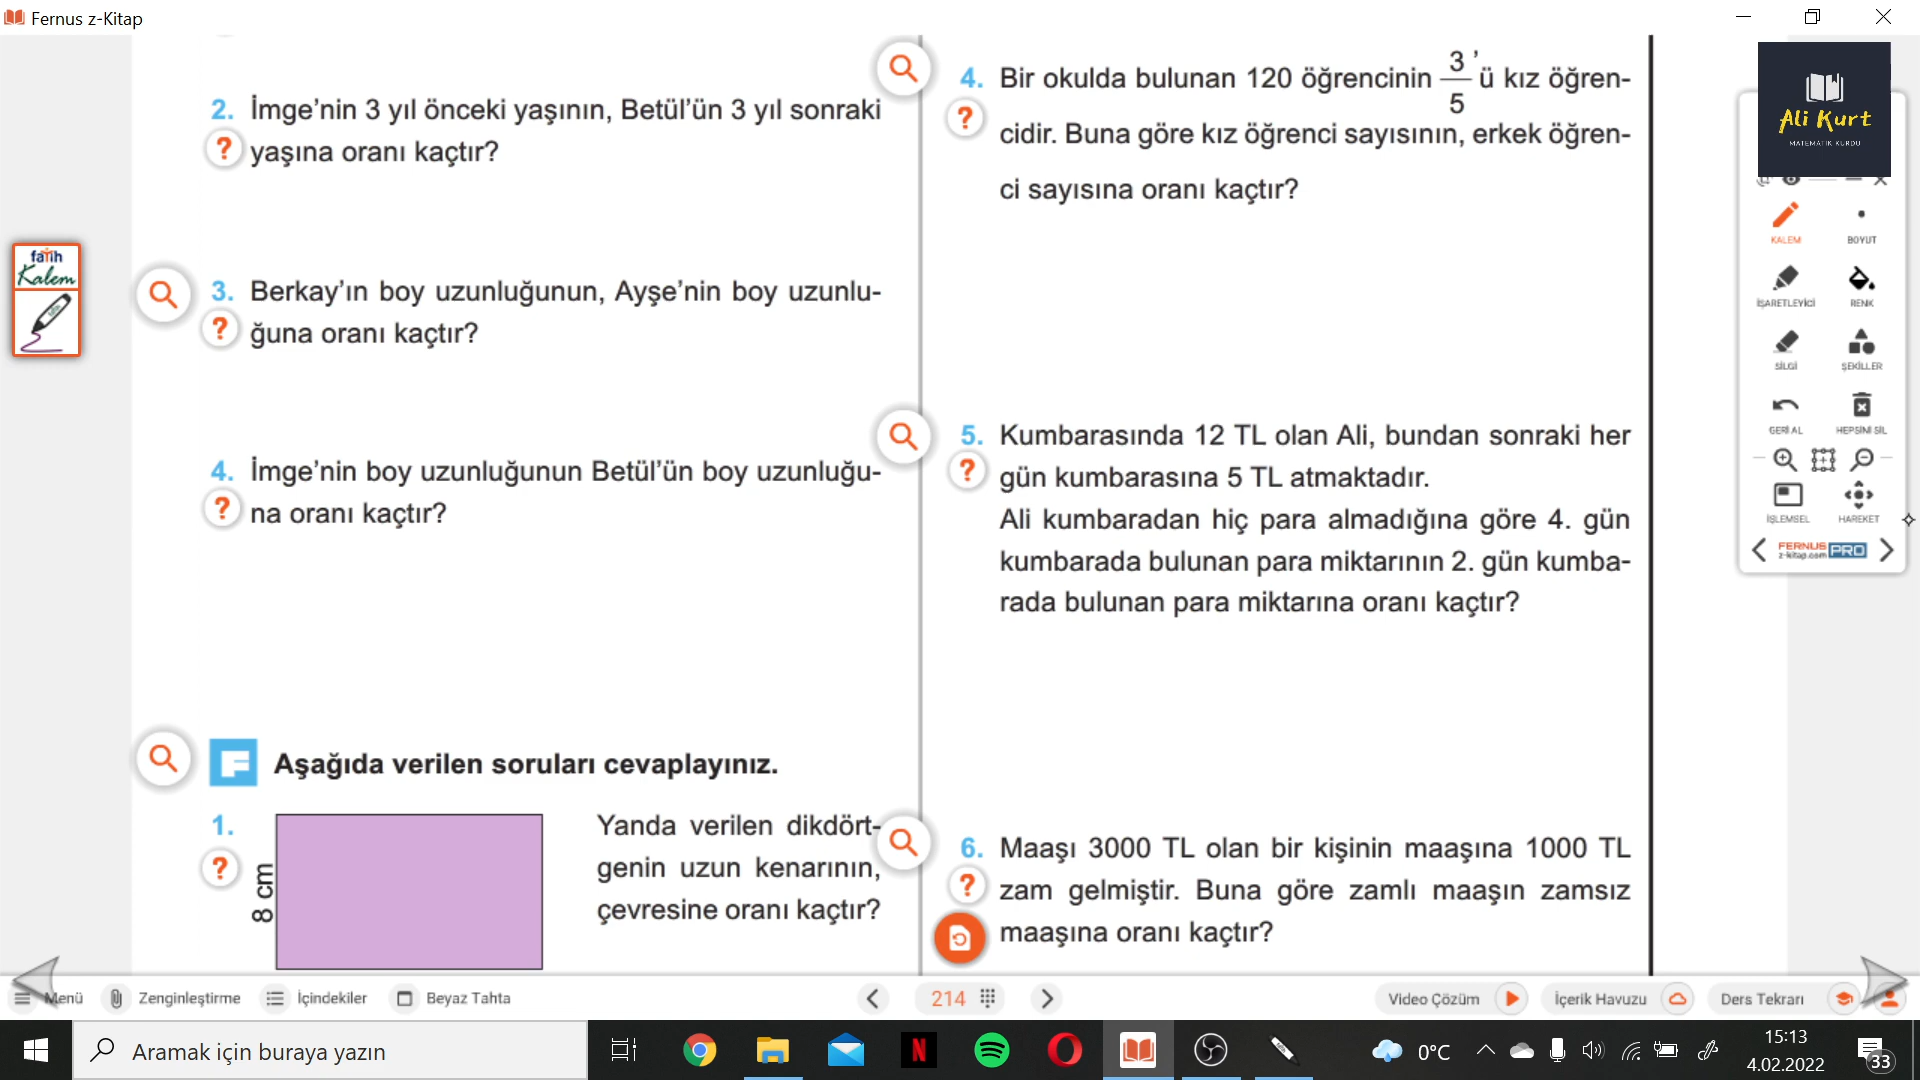 Fernus z-Kitap
2. İmge’nin 3 yıl önceki yaşının, Betül’ün 3 yıl sonraki
? yaşına oranı kaçtır?
3. Berkay’ın boy uzunluğunun, Ayşe’nin boy uzunlu-
? ğuna oranı kaçtır?
4. İmge’nin boy uzunluğunun Betül’ün boy uzunluğu-
? na oranı kaçtır?
F Aşağıda verilen soruları cevaplayınız.
1. Yanda verilen dikdört-
? genin uzun kenarının,
çevresine oranı kaçtır?
8 cm
4. Bir okulda bulunan 120 öğrencinin 3/5’ü kız öğren-
? cidir. Buna göre kız öğrenci sayısının, erkek öğren-
ci sayısına oranı kaçtır?
5. Kumbarasında 12 TL olan Ali, bundan sonraki her
? gün kumbarasına 5 TL atmaktadır.
Ali kumbaradan hiç para almadığına göre 4. gün
kumbarada bulunan para miktarının 2. gün kumba-
rada bulunan para miktarına oranı kaçtır?
6. Maaşı 3000 TL olan bir kişinin maaşına 1000 TL
? zam gelmiştir. Buna göre zamlı maaşın zamsız
maaşına oranı kaçtır?
fatih
Kalem
Ali Kurt
MATEMATİK KURDU
KALEM BOYUT
İŞARETLEYİCİ RENK
SİLGİ ŞEKİLLER
GERİ AL HEPSİNİ SİL
İŞLEMSEL HAREKET
FERNUS
z-kitap.com PRO
Menü Zenginleştirme İçindekiler Beyaz Tahta 214 Video Çözüm İçerik Havuzu Ders Tekrarı
Aramak için buraya yazın
N
0°C
15:13
4.02.2022
33